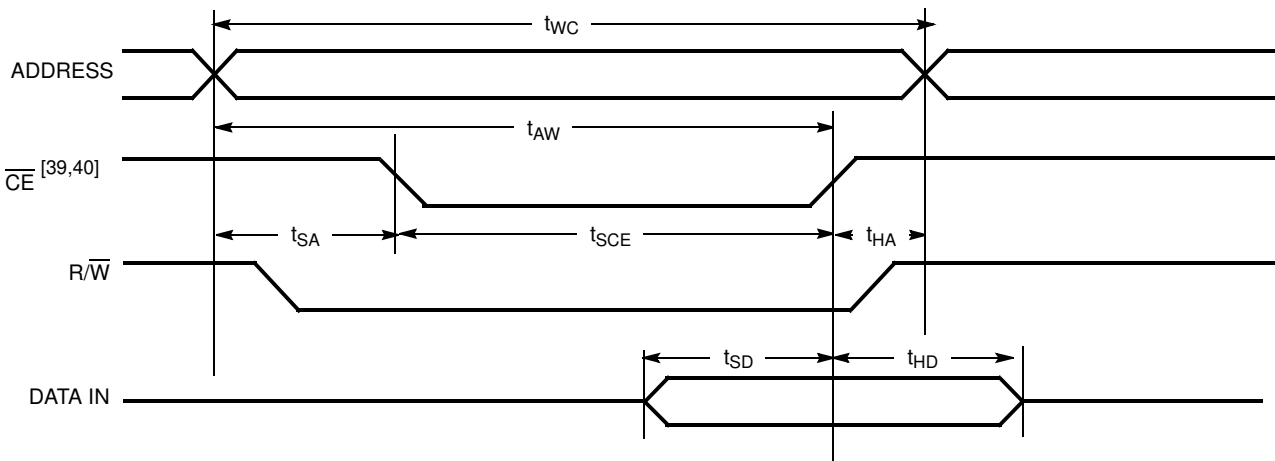 tWC
ADDRESS
tAW
CE [39,40]
tSA
tSCE
tHA
R/W
tSD
tHD
DATA IN